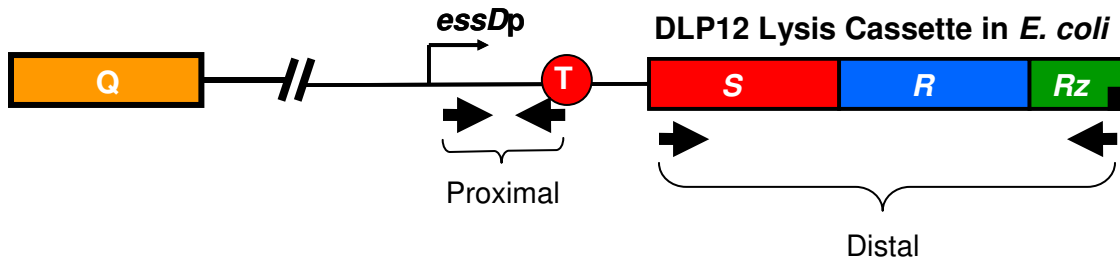 essDp
DLP12 Lysis Cassette in E. coli
Q
T
S
R
Rz
Proximal
Distal